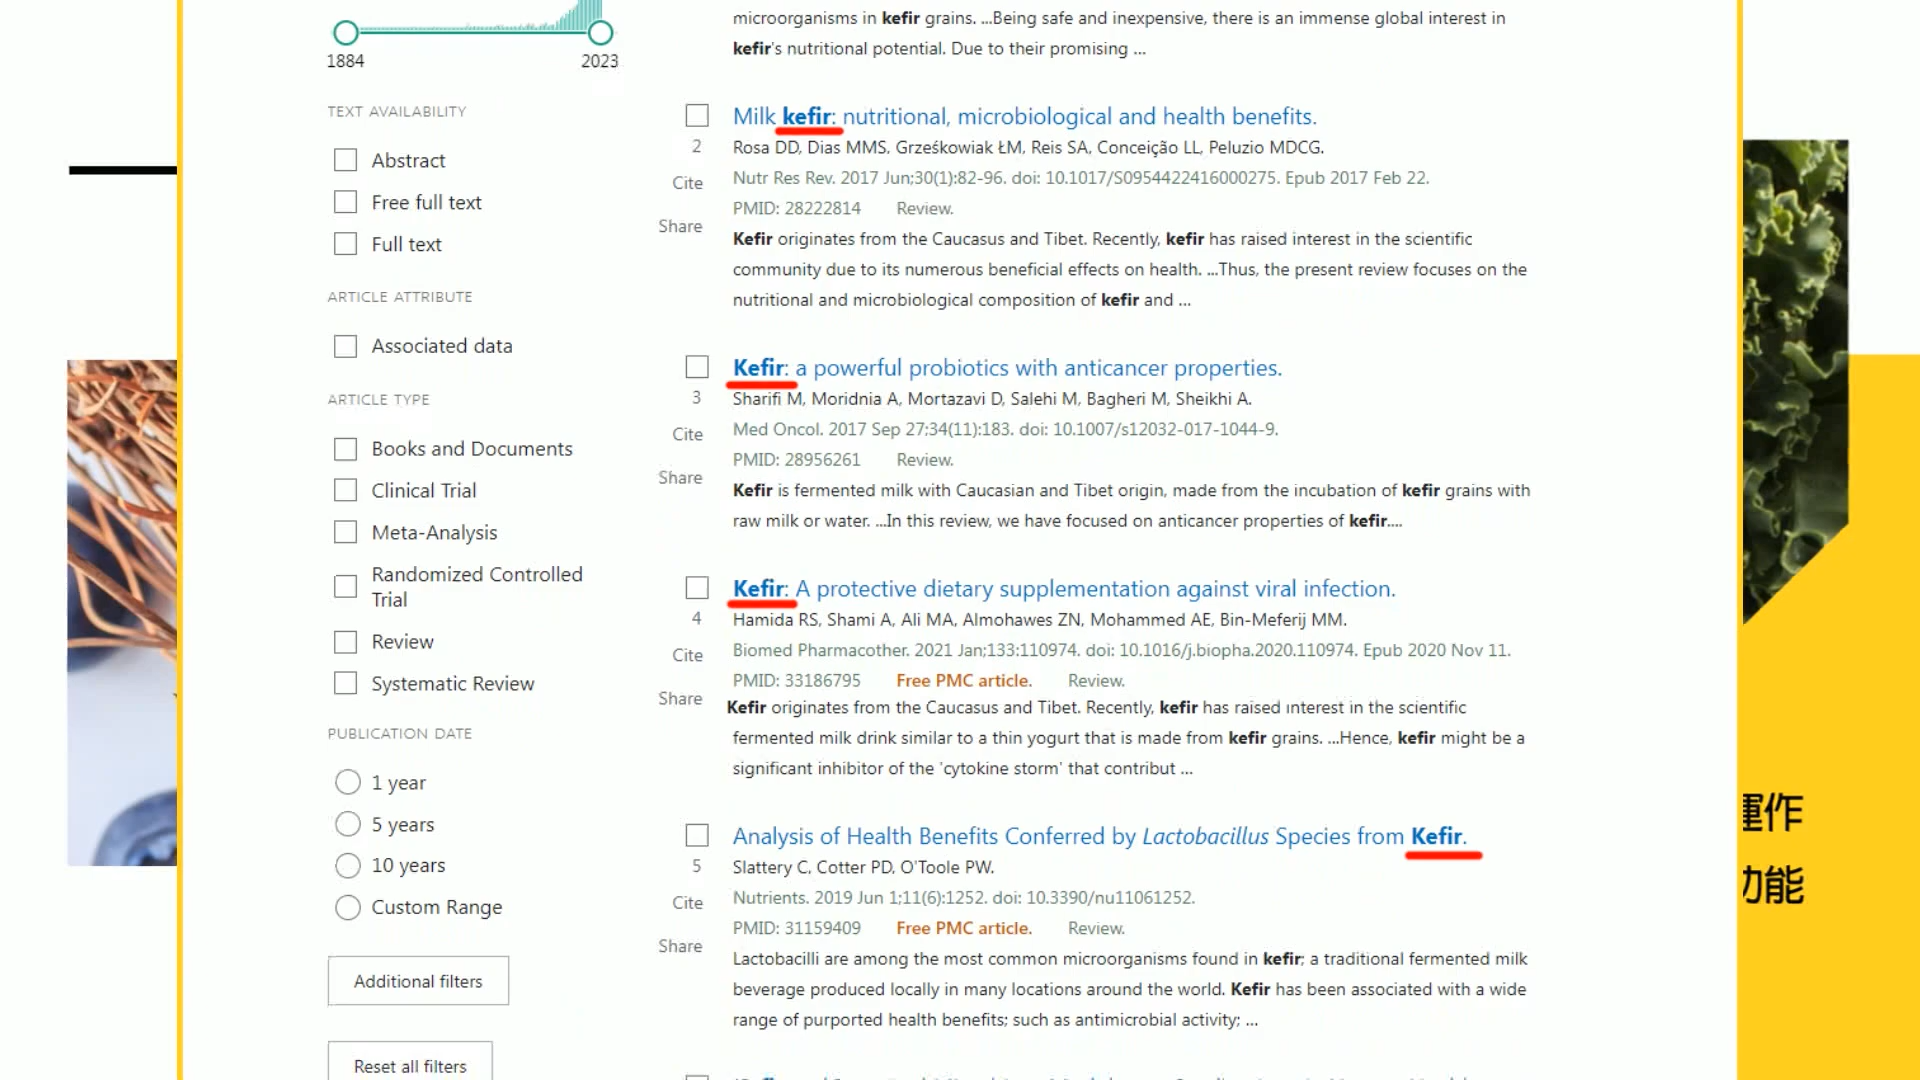 microorganisms in kefir grains. ...Being safe and inexpensive, there is an immense global interest in
kefir's nutritional potential. Due to their promising ...
1884
2023
TEXT AVAILABILITY
Abstract
Free full text
Full text
ARTICLE ATTRIBUTE
Associated data
ARTICLE TYPE
Books and Documents
Clinical Trial
Meta-Analysis
Randomized Controlled
Trial
Review
Systematic Review
PUBLICATION DATE
1 year
5 years
10 years
Custom Range
Additional filters
Reset all filters
Milk kefir: nutritional, microbiological and health benefits.
2
Rosa DD, Dias MMS, Grześkowiak ŁM, Reis SA, Conceição LL, Peluzio MDCG.
Cite
Nutr Res Rev. 2017 Jun;30(1):82-96. doi: 10.1017/S0954422416000275. Epub 2017 Feb 22.
PMID: 28222814 Review.
Share
Kefir originates from the Caucasus and Tibet. Recently, kefir has raised interest in the scientific
community due to its numerous beneficial effects on health. ...Thus, the present review focuses on the
nutritional and microbiological composition of kefir and ...
Kefir: a powerful probiotics with anticancer properties.
3
Sharifi M, Moridnia A, Mortazavi D, Salehi M, Bagheri M, Sheikhi A.
Cite
Med Oncol. 2017 Sep 27;34(11):183. doi: 10.1007/s12032-017-1044-9.
PMID: 28956261 Review.
Share
Kefir is fermented milk with Caucasian and Tibet origin, made from the incubation of kefir grains with
raw milk or water. ...In this review, we have focused on anticancer properties of kefir....
Kefir: A protective dietary supplementation against viral infection.
4
Hamida RS, Shami A, Ali MA, Almohawes ZN, Mohammed AE, Bin-Meferij MM.
Cite
Biomed Pharmacother. 2021 Jan;133:110974. doi: 10.1016/j.biopha.2020.110974. Epub 2020 Nov 11.
PMID: 33186795 Free PMC article. Review.
Share
Kefir originates from the Caucasus and Tibet. Recently, kefir has raised interest in the scientific
fermented milk drink similar to a thin yogurt that is made from kefir grains. ...Hence, kefir might be a
significant inhibitor of the 'cytokine storm' that contribut ...
Analysis of Health Benefits Conferred by Lactobacillus Species from Kefir.
5
Slattery C, Cotter PD, O'Toole PW.
Cite
Nutrients. 2019 Jun 1;11(6):1252. doi: 10.3390/nu11061252.
PMID: 31159409 Free PMC article. Review.
Share
Lactobacilli are among the most common microorganisms found in kefir; a traditional fermented milk
beverage produced locally in many locations around the world. Kefir has been associated with a wide
range of purported health benefits; such as antimicrobial activity; ...
運作
功能